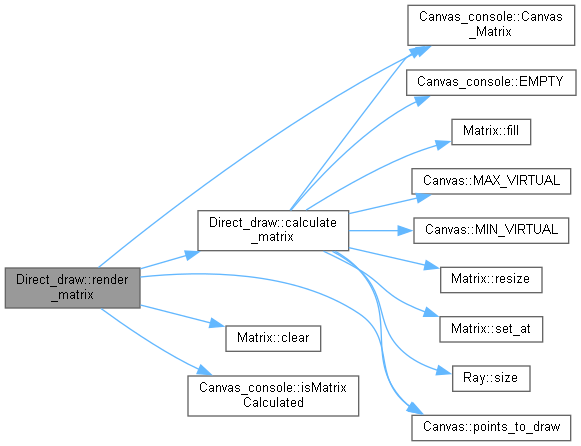 Direct_draw::render
_matrix
Direct_draw::calculate
_matrix
Matrix::clear
Canvas_console::isMatrix
Calculated
Canvas_console::Canvas
_Matrix
Canvas_console::EMPTY
Matrix::fill
Canvas::MAX_VIRTUAL
Canvas::MIN_VIRTUAL
Matrix::resize
Matrix::set_at
Ray::size
Canvas::points_to_draw